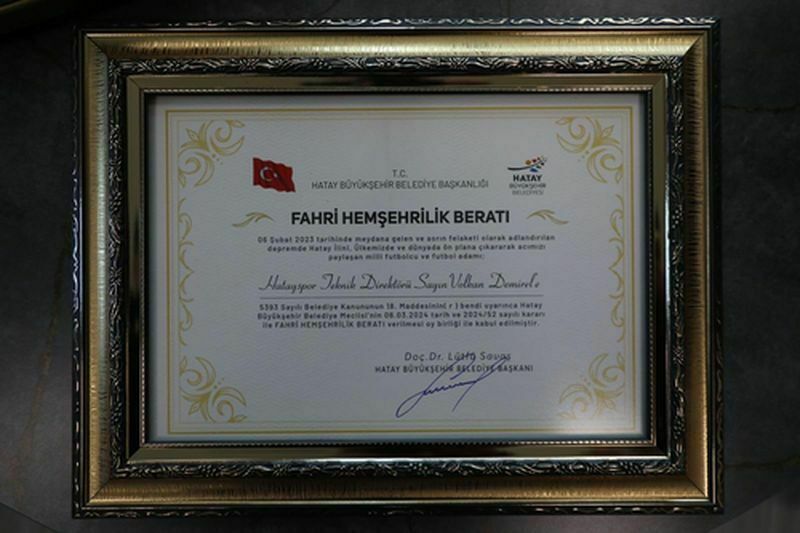 T.C.
HATAY BÜYÜKŞEHİR BELEDİYE BAŞKANLIĞI
HATAY
BÜYÜKŞEHİR
BELEDİYESİ
FAHRİ HEMŞEHRİLİK BERATI
06 Şubat 2023 tarihinde meydana gelen ve asrın felaketi olarak adlandırılan
depremde Hatay İlini, Ülkemizde ve dünyada ön plana çıkararak acımızı
paylaşan milli futbolcu ve futbol adamı;
Hatayspor Teknik Direktörü Sayın Volkan Demirel'e
5393 Sayılı Belediye Kanununun 18. Maddesinin( r ) bendi uyarınca Hatay
Büyükşehir Belediye Meclisi'nin 08.03.2024 tarih ve 2024/52 sayılı kararı
ile FAHRİ HEMŞEHRİLİK BERATI verilmesi oy birliği ile kabul edilmiştir.
Doç.Dr. Lütfü Savaş
HATAY BÜYÜKŞEHİR BELEDİYE BAŞKANI